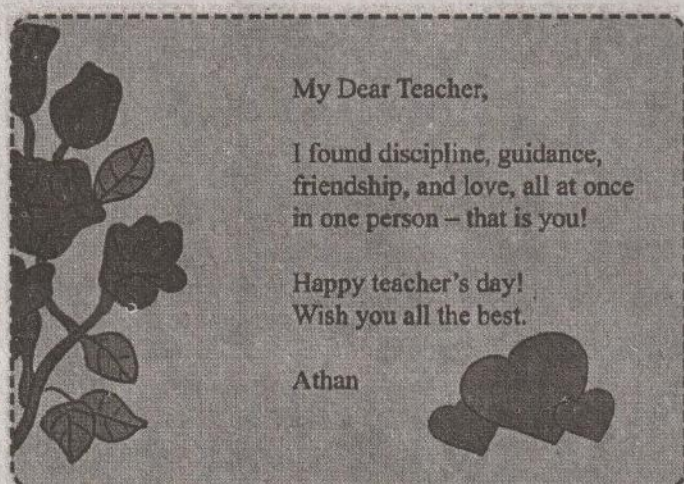 My Dear Teacher,
I found discipline, guidance,
friendship, and love, all at once
in one person – that is you!
Happy teacher's day!
Wish you all the best.
Athan